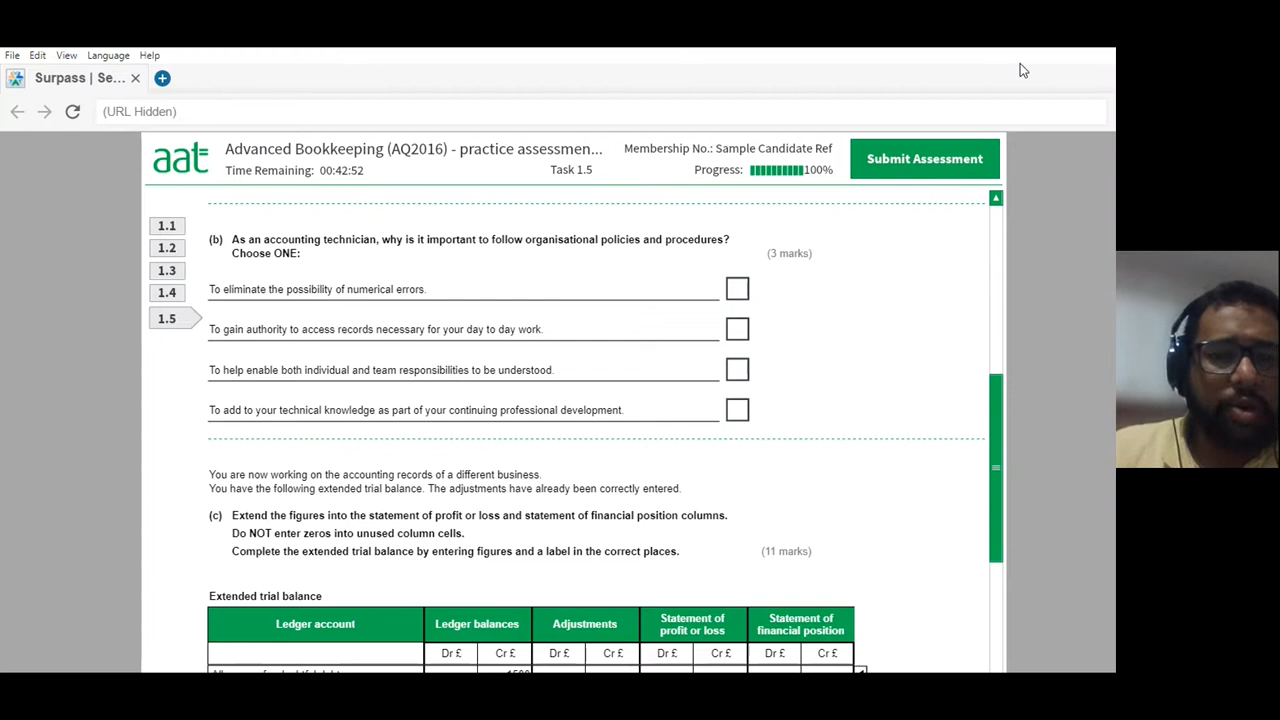 File Edit View Language Help
Surpass | Se...
(URL Hidden)
aat
Advanced Bookkeeping (AQ2016) - practice assessmen...
Membership No.: Sample Candidate Ref
Submit Assessment
Time Remaining: 00:42:52
Task 1.5
Progress: 100%
1.1
1.2
1.3
1.4
1.5
(b) As an accounting technician, why is it important to follow organisational policies and procedures?
Choose ONE:
(3 marks)
To eliminate the possibility of numerical errors.
To gain authority to access records necessary for your day to day work.
To help enable both individual and team responsibilities to be understood.
To add to your technical knowledge as part of your continuing professional development.
You are now working on the accounting records of a different business.
You have the following extended trial balance. The adjustments have already been correctly entered.
(c) Extend the figures into the statement of profit or loss and statement of financial position columns.
Do NOT enter zeros into unused column cells.
Complete the extended trial balance by entering figures and a label in the correct places.
(11 marks)
Extended trial balance
Ledger account
Ledger balances
Adjustments
Statement of
profit or loss
Statement of
financial position
Dr £ Cr £ Dr £ Cr £ Dr £ Cr £ Dr £ Cr £